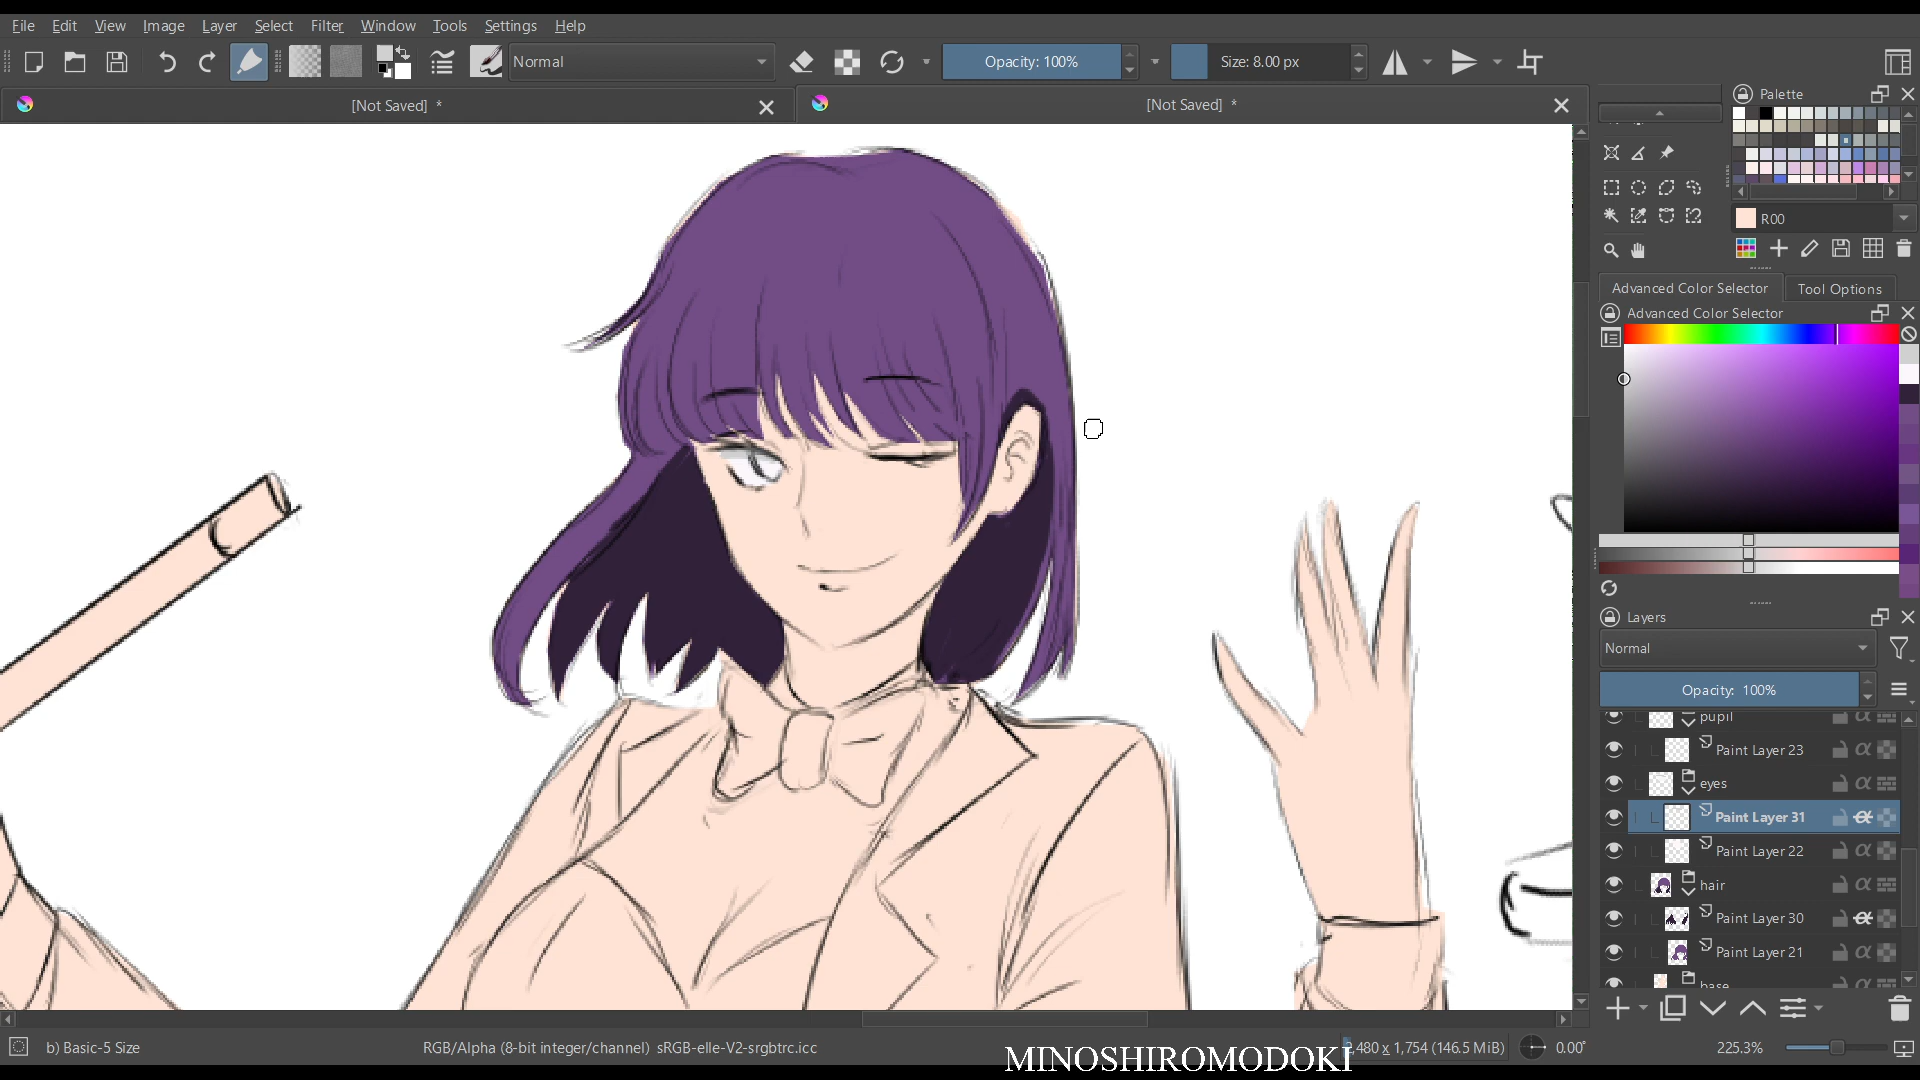 File Edit View Image Layer Select Filter Window Tools Settings Help
Normal Opacity: 100% Size: 8.00 px
[Not Saved] * [Not Saved] *
Palette
R00
Advanced Color Selector Tool Options
Advanced Color Selector
Layers
Normal
Opacity: 100%
pupil
Paint Layer 23
eyes
Paint Layer 31
Paint Layer 22
hair
Paint Layer 30
Paint Layer 21
base
b) Basic-5 Size RGB/Alpha (8-bit integer/channel) sRGB-elle-V2-srgbtrc.icc ,480 x 1,754 (146.5 MiB) 0.00° 225.3%
MINOSHIROMODOKI